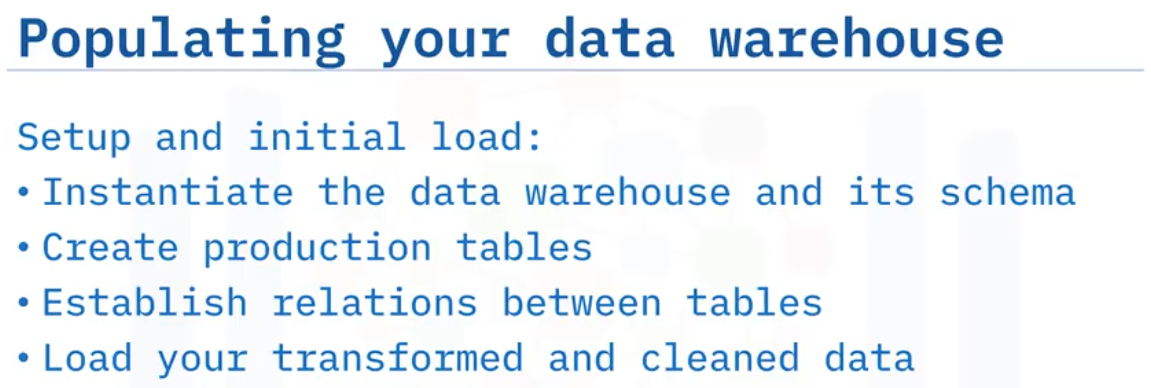 Populating your data warehouse
Setup and initial load:
• Instantiate the data warehouse and its schema
• Create production tables
• Establish relations between tables
• Load your transformed and cleaned data